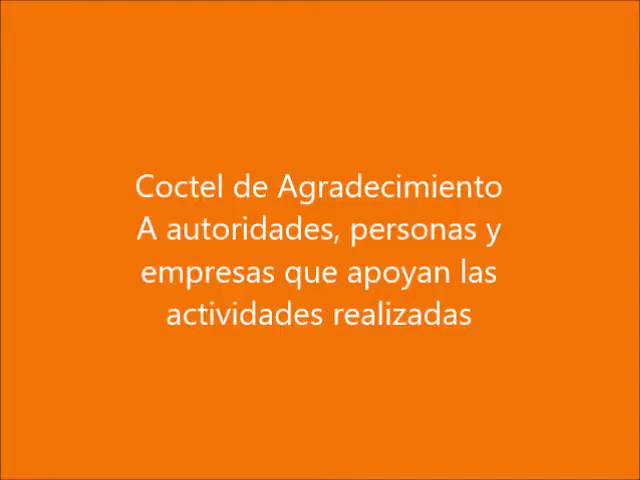 Coctel de Agradecimiento
A autoridades, personas y
empresas que apoyan las
actividades realizadas